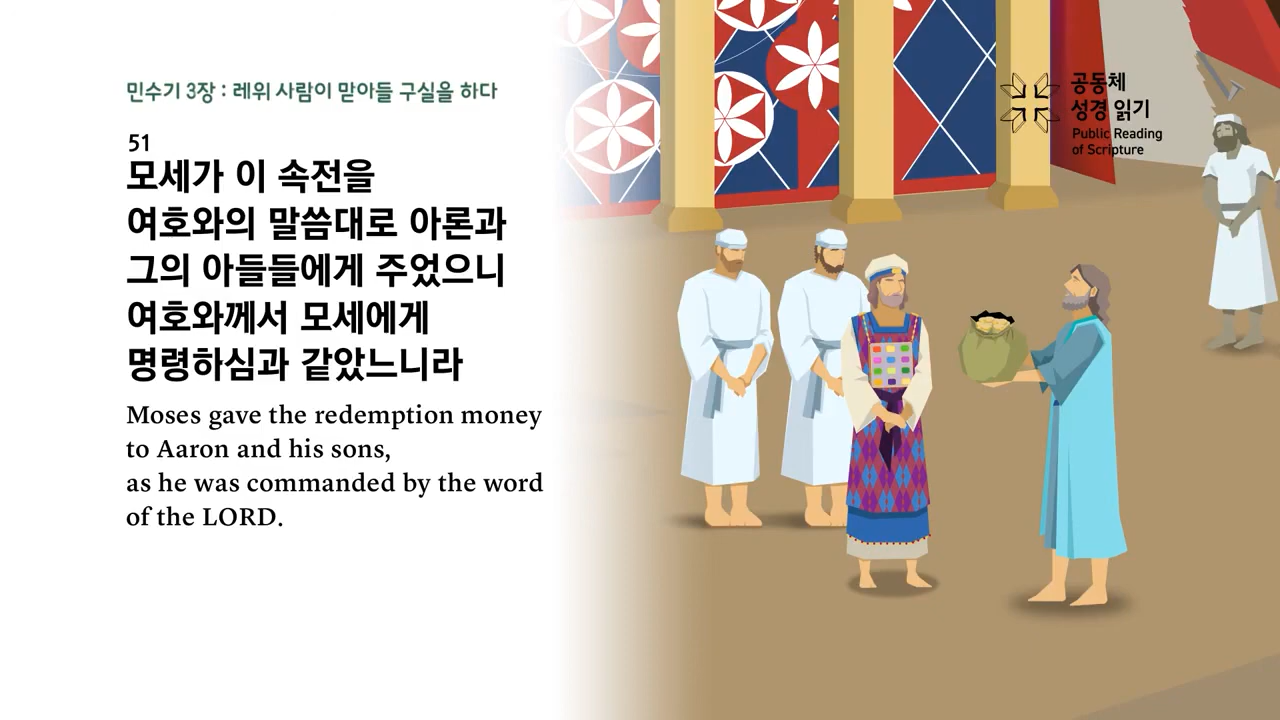 민수기 3장 : 레위 사람이 맏아들 구실을 하다
51
모세가 이 속전을
여호와의 말씀대로 아론과
그의 아들들에게 주었으니
여호와께서 모세에게
명령하심과 같았느니라
Moses gave the redemption money
to Aaron and his sons,
as he was commanded by the word
of the LORD.
공동체
성경 읽기
Public Reading
of Scripture